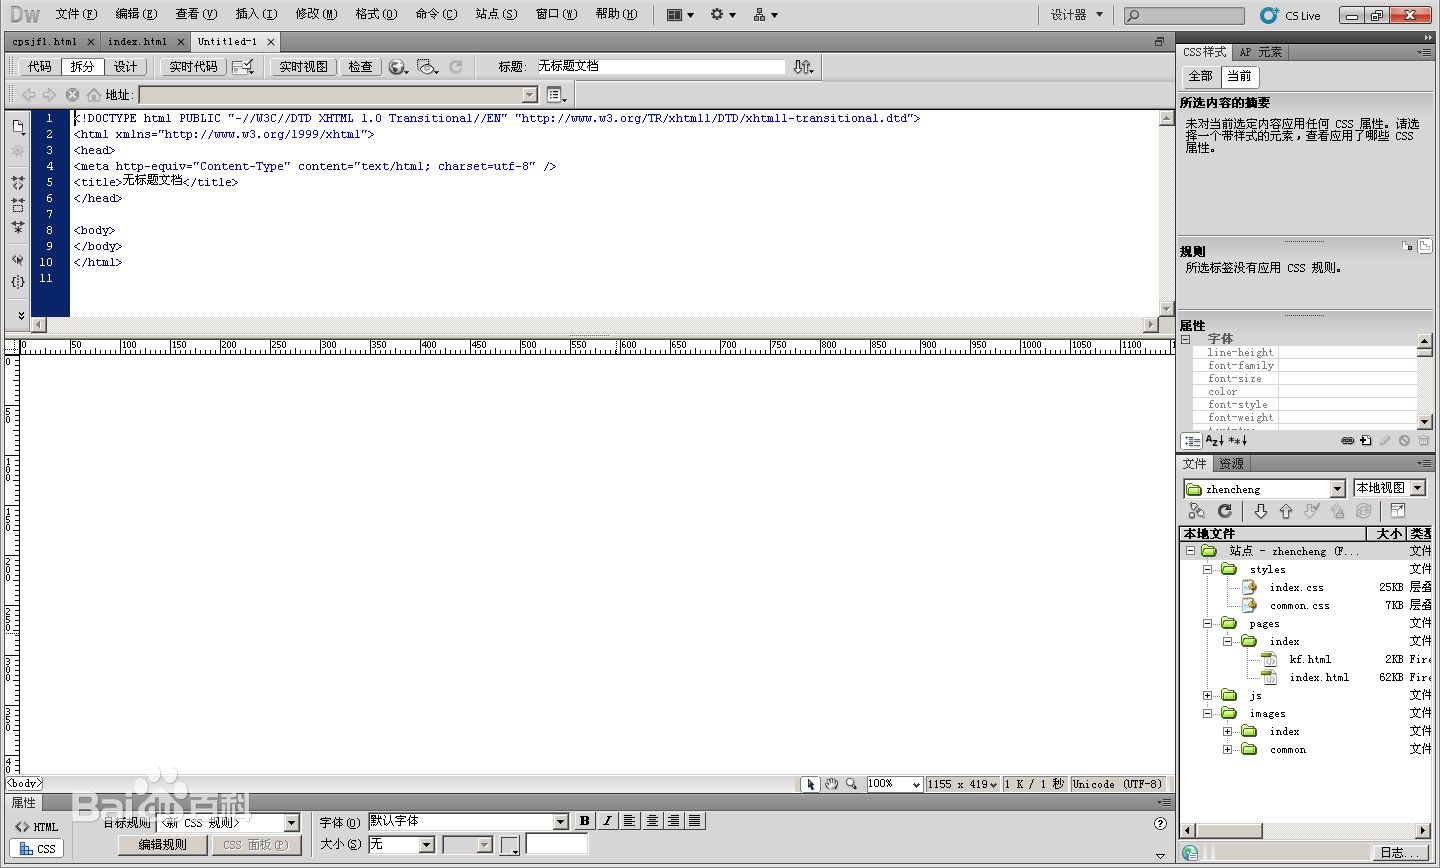 Dw 文件(F) 编辑(E) 查看(V) 插入(I) 修改(M) 格式(O) 命令(C) 站点(S) 窗口(W) 帮助(H) 设计器 CS Live
cpsjfl.html index.html Untitled-1
代码 拆分 设计 实时代码 实时视图 检查 标题: 无标题文档
地址:
1 <!DOCTYPE html PUBLIC "-//W3C//DTD XHTML 1.0 Transitional//EN" "http://www.w3.org/TR/xhtml1/DTD/xhtml1-transitional.dtd">
2 <html xmlns="http://www.w3.org/1999/xhtml">
3 <head>
4 <meta http-equiv="Content-Type" content="text/html; charset=utf-8" />
5 <title>无标题文档</title>
6 </head>
7
8 <body>
9 </body>
10 </html>
11
0 50 100 150 200 250 300 350 400 450 500 550 600 650 700 750 800 850 900 950 1000 1050 1100
0
50
100
150
200
250
300
350
<body> 100% 1155 x 419 1 K / 1 秒 Unicode (UTF-8)
属性
Bai百科
HTML 目标规则 <新 CSS 规则> 字体(O) 默认字体 B I
CSS 编辑规则 CSS 面板(P) 大小(S) 无
CSS样式 AP 元素
全部 当前
所选内容的摘要
未对当前选定内容应用任何 CSS 属性。请选
择一个带样式的元素，查看应用了哪些 CSS
属性。
规则
所选标签没有应用 CSS 规则。
属性
字体
line-height
font-family
font-size
color
font-style
font-weight
文件 资源
zhencheng 本地视图
本地文件 大小 类型
站点 - zhencheng (F... 文件
styles 文件
index.css 25KB 层叠
common.css 7KB 层叠
pages 文件
index 文件
kf.html 2KB Fire
index.html 62KB Fire
js 文件
images 文件
index 文件
common 文件
日志...